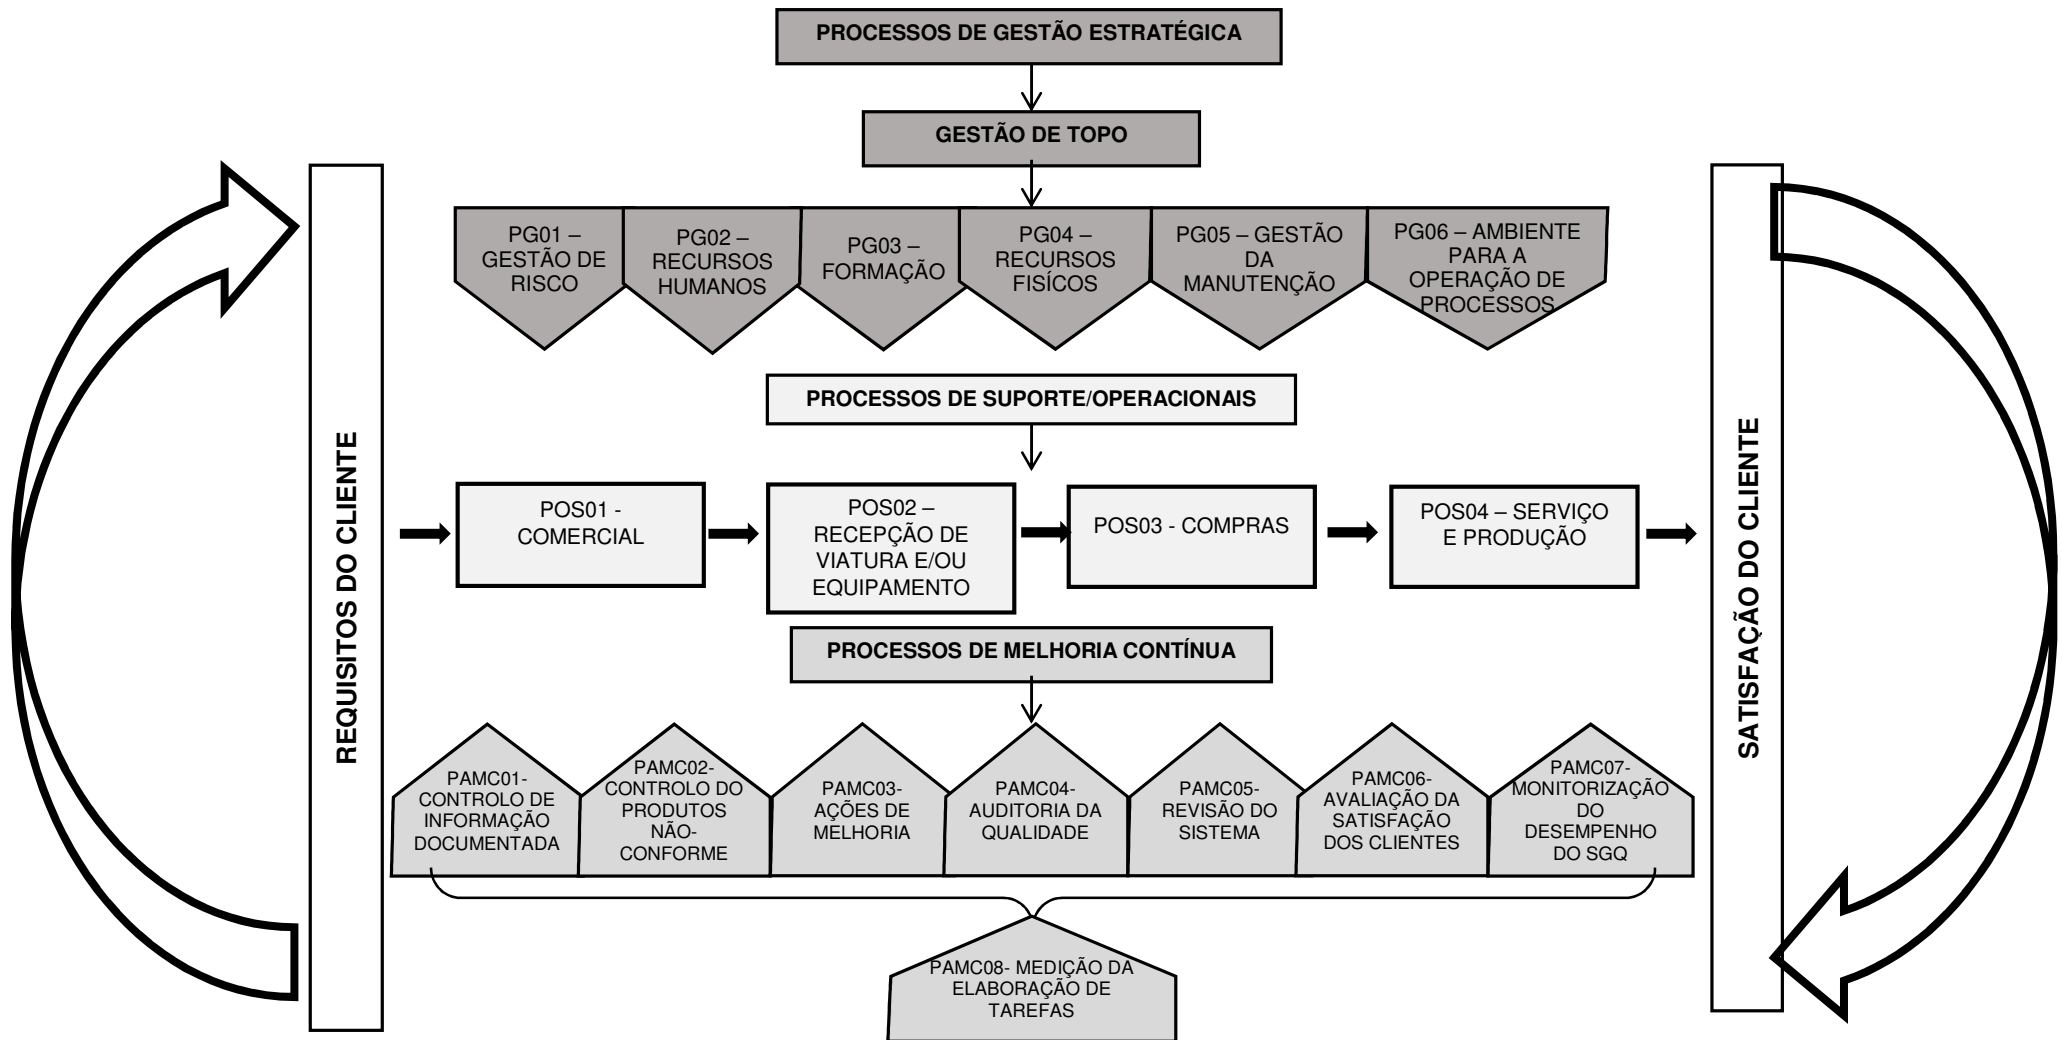 PROCESSOS DE GESTÃO ESTRATÉGICA
GESTÃO DE TOPO
PG01 –
GESTÃO DE
RISCO
PG02 –
RECURSOS
HUMANOS
PG03 –
FORMAÇÃO
PG04 –
RECURSOS
FISÍCOS
PG05 – GESTÃO
DA
MANUTENÇÃO
PG06 – AMBIENTE
PARA A
OPERAÇÃO DE
PROCESSOS
PROCESSOS DE SUPORTE/OPERACIONAIS
REQUISITOS DO CLIENTE
POS01 -
COMERCIAL
POS02 –
RECEPÇÃO DE
VIATURA E/OU
EQUIPAMENTO
POS03 - COMPRAS
POS04 – SERVIÇO
E PRODUÇÃO
SATISFAÇÃO DO CLIENTE
PROCESSOS DE MELHORIA CONTÍNUA
PAMC01-
CONTROLO DE
INFORMAÇÃO
DOCUMENTADA
PAMC02-
CONTROLO DO
PRODUTOS
NÃO-
CONFORME
PAMC03-
AÇÕES DE
MELHORIA
PAMC04-
AUDITORIA DA
QUALIDADE
PAMC05-
REVISÃO DO
SISTEMA
PAMC06-
AVALIAÇÃO DA
SATISFAÇÃO
DOS CLIENTES
PAMC07-
MONITORIZAÇÃO
DO
DESEMPENHO
DO SGQ
PAMC08- MEDIÇÃO DA
ELABORAÇÃO DE
TAREFAS